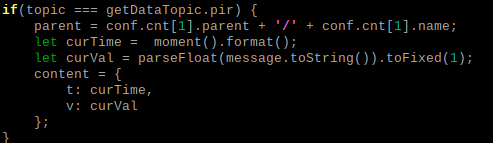 if(topic === getDataTopic.pir) {
    parent = conf.cnt[1].parent + '/' + conf.cnt[1].name;
    let curTime =  moment().format();
    let curVal = parseFloat(message.toString()).toFixed(1);
    content = {
        t: curTime,
        v: curVal
    };
}